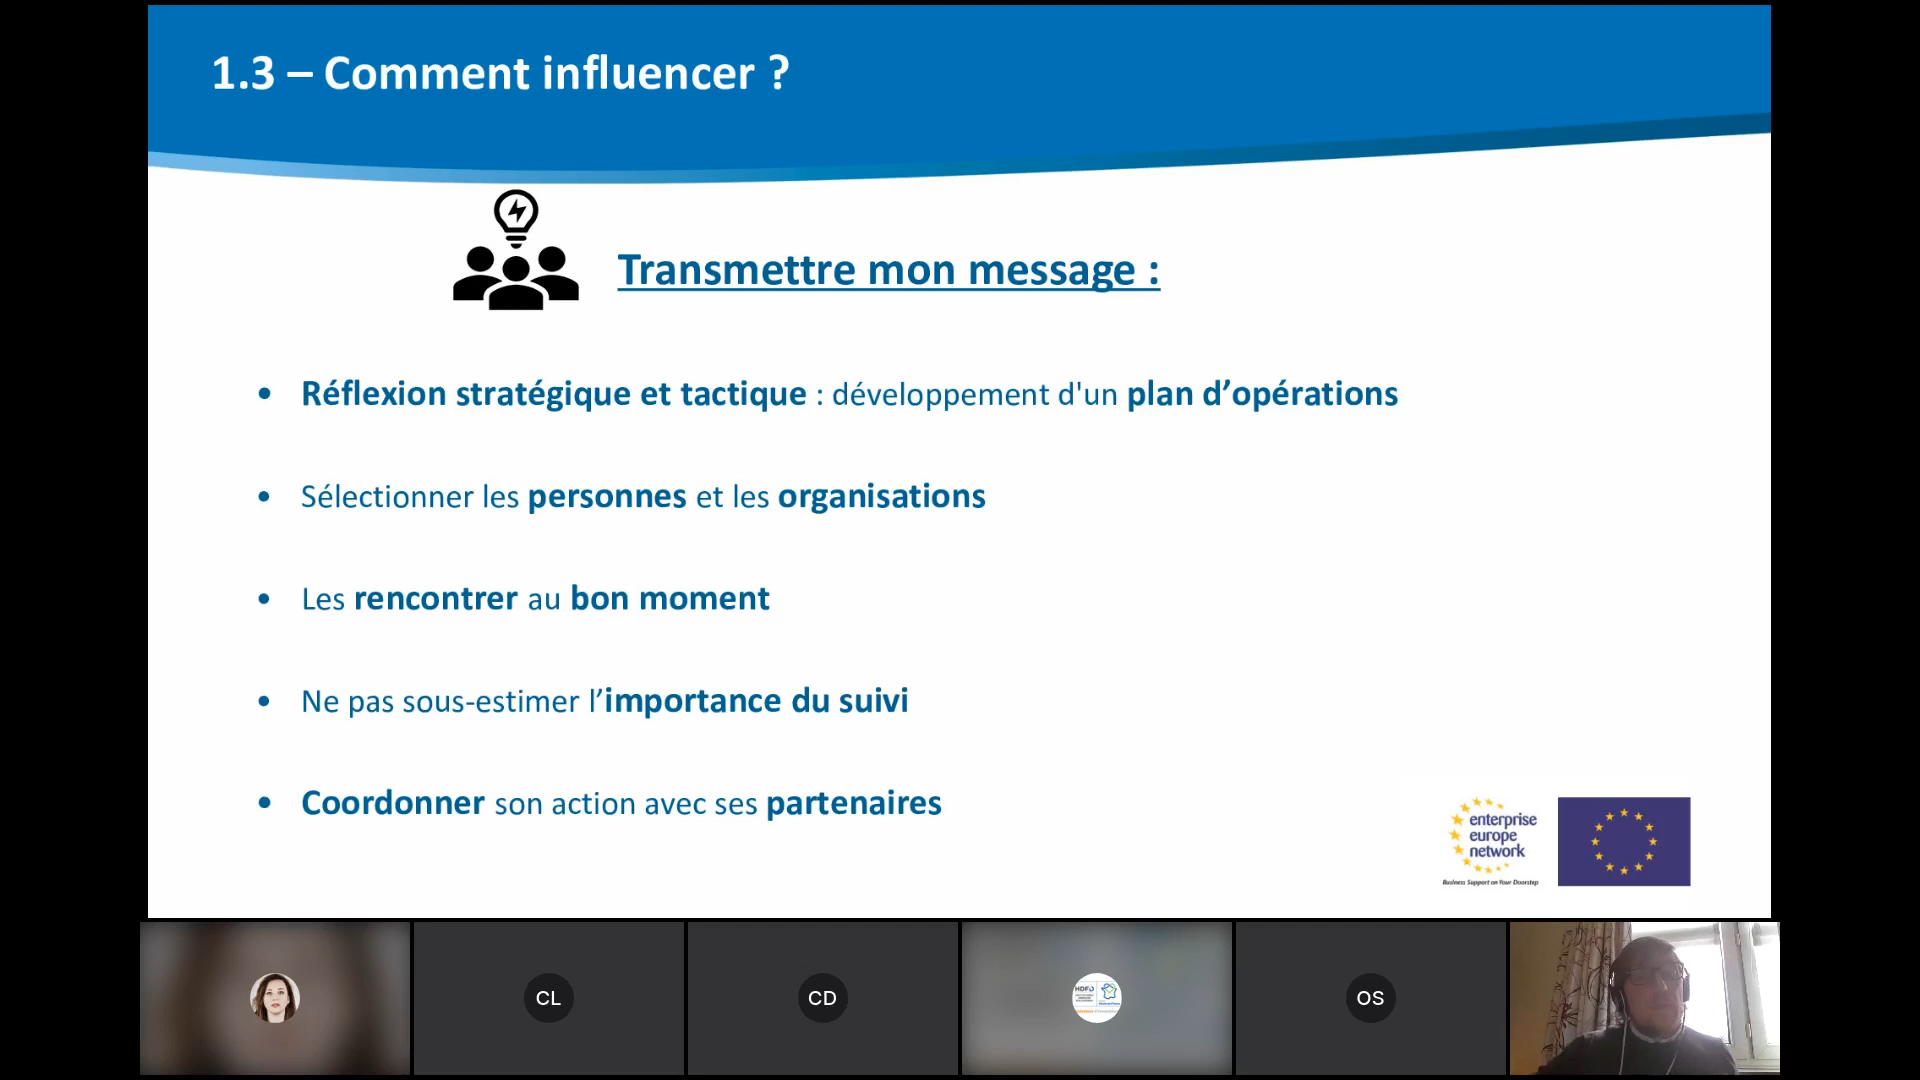 1.3 – Comment influencer ?
Transmettre mon message :
• Réflexion stratégique et tactique : développement d'un plan d’opérations
• Sélectionner les personnes et les organisations
• Les rencontrer au bon moment
• Ne pas sous-estimer l’importance du suivi
• Coordonner son action avec ses partenaires
enterprise
europe
network
Business Support on Your Doorstep
CL
CD
HDFO
OS